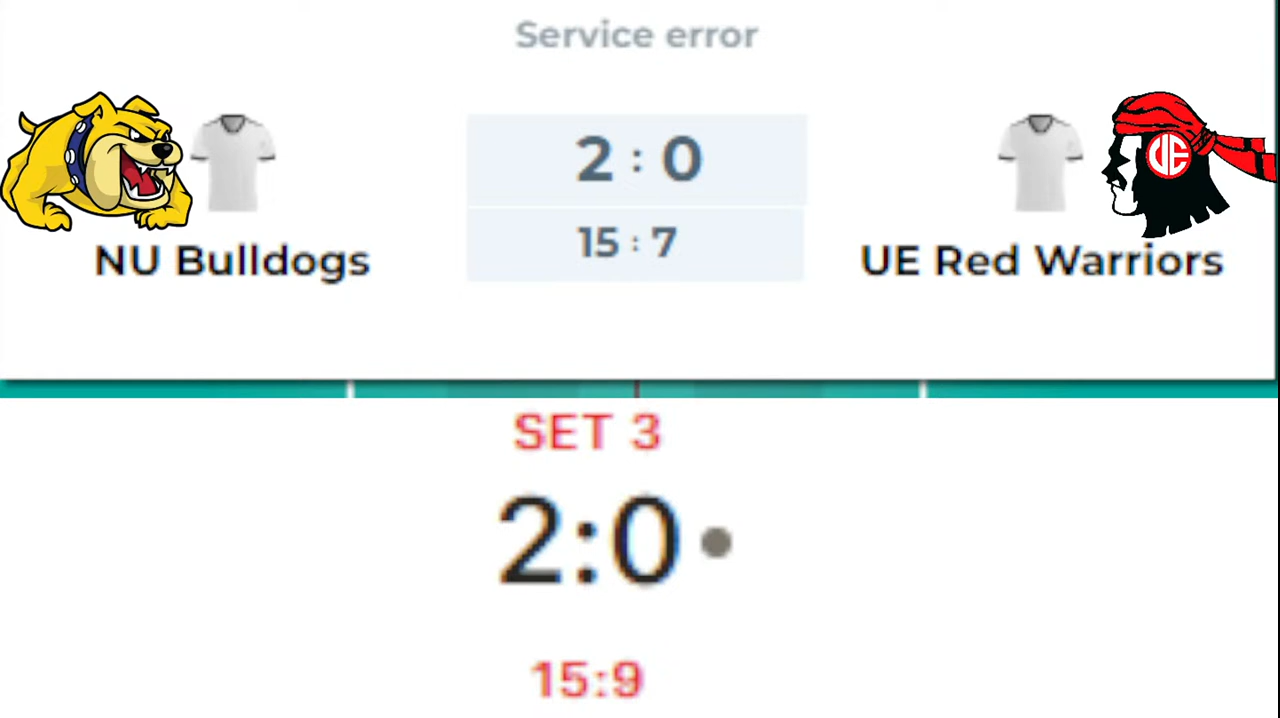 Service error
2 : 0
15 : 7
UE
NU Bulldogs
UE Red Warriors
SET 3
2:0
15:9